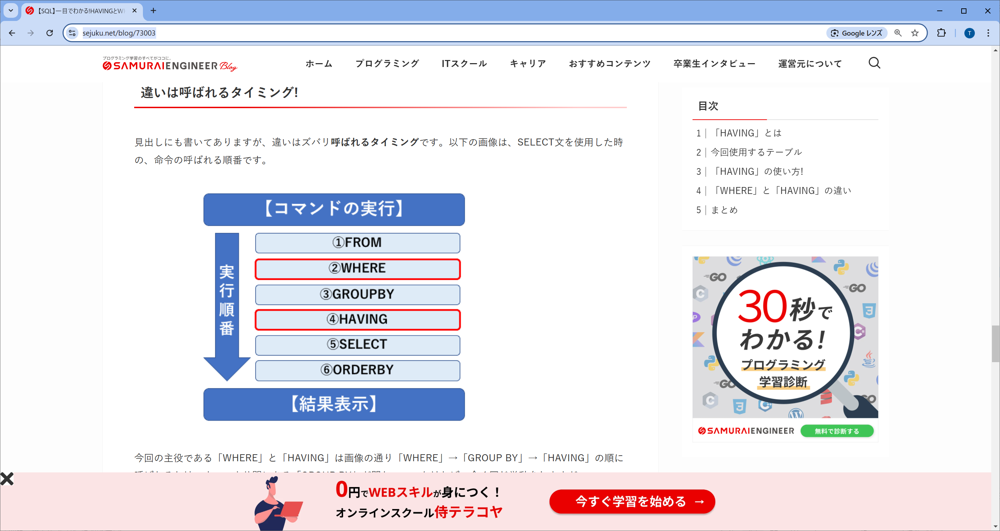 【SQL】一目でわかる!HAVINGとWH
sejuku.net/blog/73003
Google レンズ
T
プログラミング学習のすべてがココに。
SAMURAIENGINEER Blog
ホーム
プログラミング
ITスクール
キャリア
おすすめコンテンツ
卒業生インタビュー
運営元について
違いは呼ばれるタイミング!
見出しにも書いてありますが、違いはズバリ呼ばれるタイミングです。以下の画像は、SELECT文を使用した時
の、命令の呼ばれる順番です。
【コマンドの実行】
実行順番
①FROM
②WHERE
③GROUPBY
④HAVING
⑤SELECT
⑥ORDERBY
【結果表示】
今回の主役である「WHERE」と「HAVING」は画像の通り「WHERE」→「GROUP BY」→「HAVING」の順に
目次
1 | 「HAVING」とは
2 | 今回使用するテーブル
3 | 「HAVING」の使い方!
4 | 「WHERE」と「HAVING」の違い
5 | まとめ
GO
GO
GO
30秒で
わかる!
プログラミング
学習診断
SAMURAIENGINEER
無料で診断する
0円でWEBスキルが身につく！
オンラインスクール侍テラコヤ
今すぐ学習を始める →